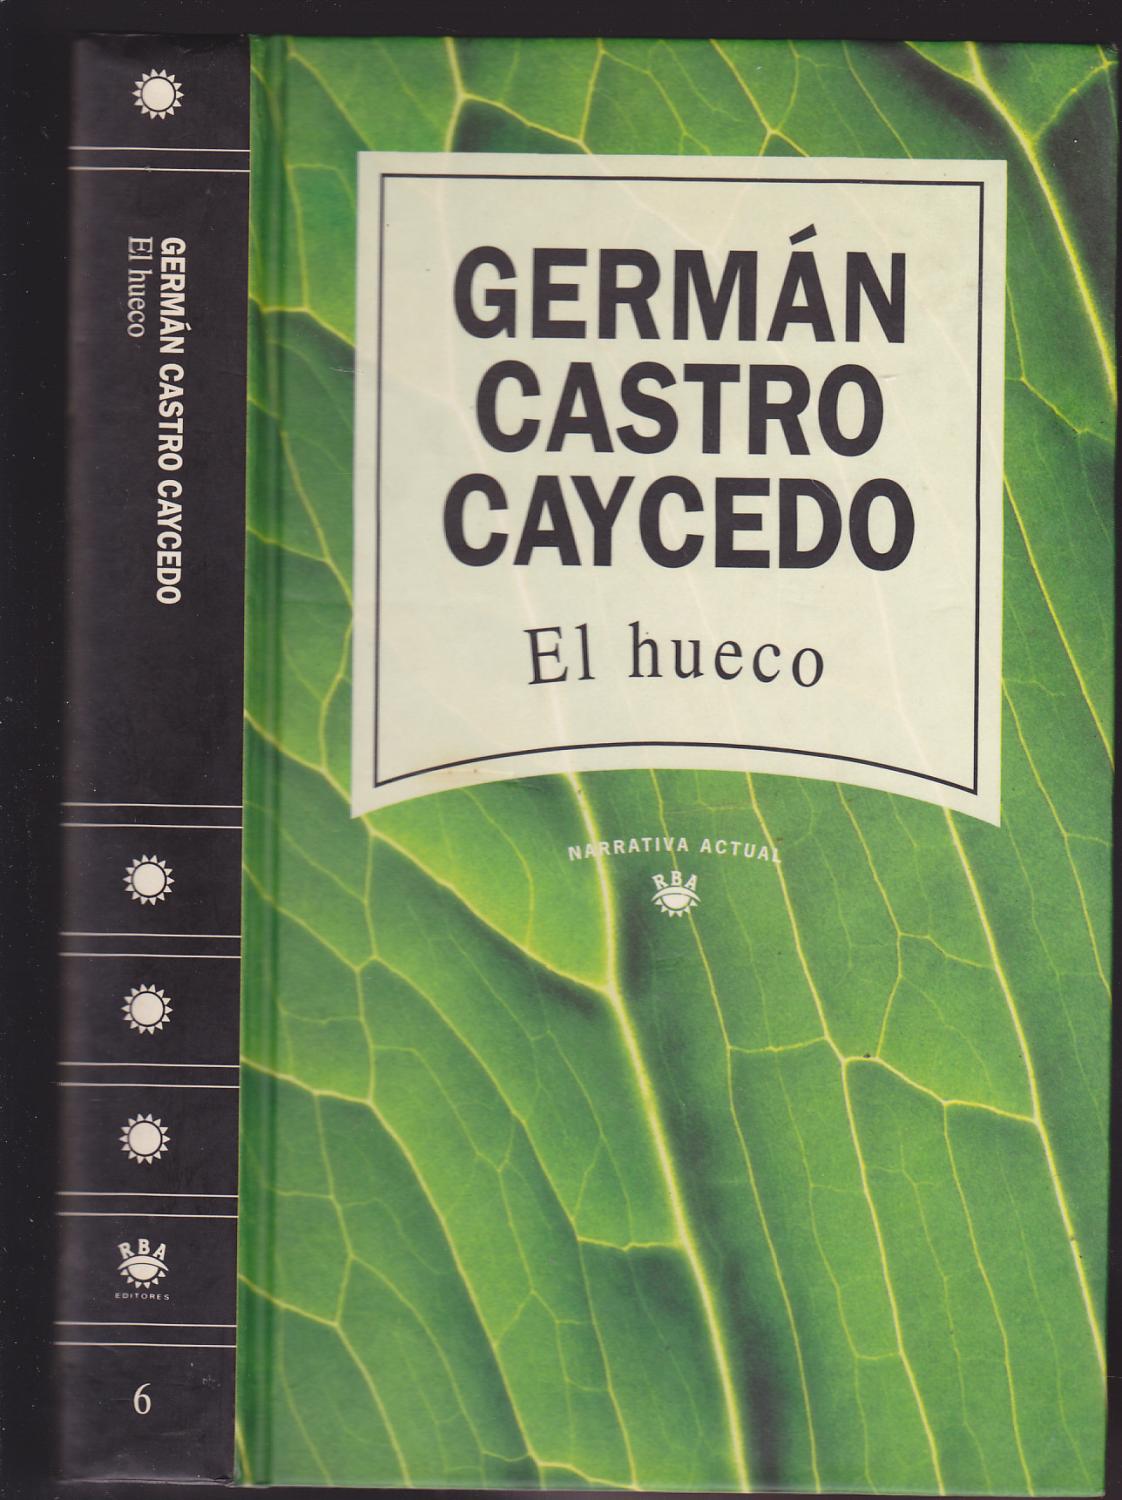 GERMÁN CASTRO CAYCEDO
El hueco
RBA
EDITORES
6
GERMÁN
CASTRO
CAYCEDO
El hueco
NARRATIVA ACTUAL
RBA